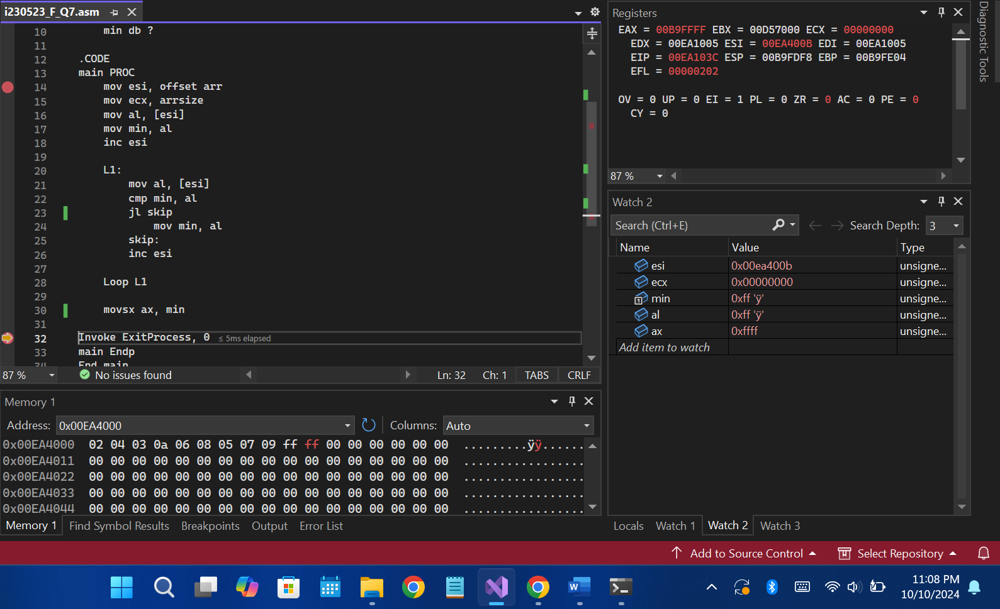 i230523_F_Q7.asm
10 min db ?
11
12 .CODE
13 main PROC
14 mov esi, offset arr
15 mov ecx, arrsize
16 mov al, [esi]
17 mov min, al
18 inc esi
19
20 L1:
21 mov al, [esi]
22 cmp min, al
23 jl skip
24 mov min, al
25 skip:
26 inc esi
27
28 Loop L1
29
30 movsx ax, min
31
32 Invoke ExitProcess, 0 ≤ 5ms elapsed
33 main Endp
34 End main
87 % No issues found Ln: 32 Ch: 1 TABS CRLF
Memory 1
Address: 0x00EA4000 Columns: Auto
0x00EA4000 02 04 03 0a 06 08 05 07 09 ff ff 00 00 00 00 00 00 .........ÿÿ......
0x00EA4011 00 00 00 00 00 00 00 00 00 00 00 00 00 00 00 00 00 .................
0x00EA4022 00 00 00 00 00 00 00 00 00 00 00 00 00 00 00 00 00 .................
0x00EA4033 00 00 00 00 00 00 00 00 00 00 00 00 00 00 00 00 00 .................
0x00EA4044 00 00 00 00 00 00 00 00 00 00 00 00 00 00 00 00 00 .................
Memory 1 Find Symbol Results Breakpoints Output Error List
Registers
EAX = 00B9FFFF EBX = 00D57000 ECX = 00000000
EDX = 00EA1005 ESI = 00EA400B EDI = 00EA1005
EIP = 00EA103C ESP = 00B9FDF8 EBP = 00B9FE04
EFL = 00000202
OV = 0 UP = 0 EI = 1 PL = 0 ZR = 0 AC = 0 PE = 0
CY = 0
87 %
Watch 2
Search (Ctrl+E) Search Depth: 3
Name Value Type
esi 0x00ea400b unsigne...
ecx 0x00000000 unsigne...
min 0xff 'ÿ' unsigne...
al 0xff 'ÿ' unsigne...
ax 0xffff unsigne...
Add item to watch
Locals Watch 1 Watch 2 Watch 3
Diagnostic Tools
Add to Source Control Select Repository
11:08 PM
10/10/2024